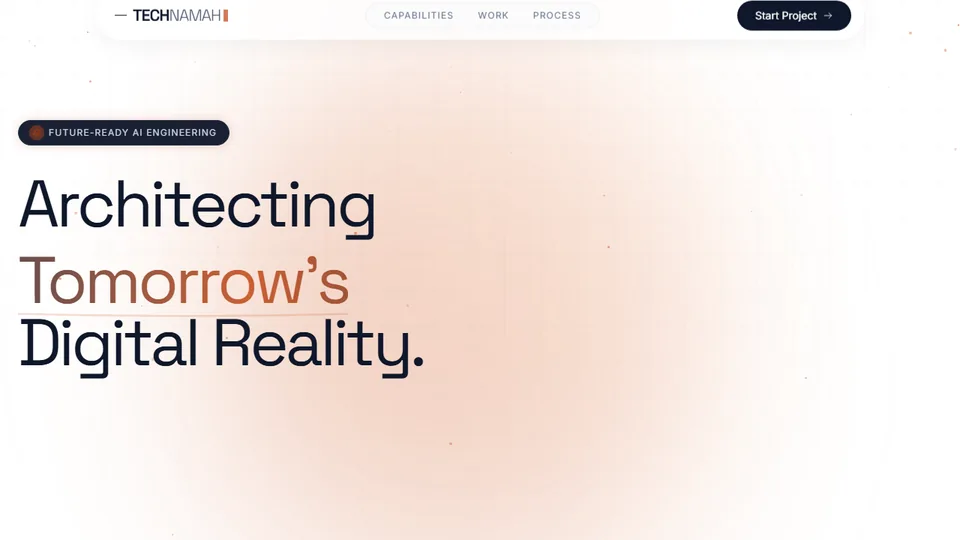 — TECHNAMAH
CAPABILITIES WORK PROCESS
Start Project →
FUTURE-READY AI ENGINEERING
Architecting
Tomorrow’s
Digital Reality.